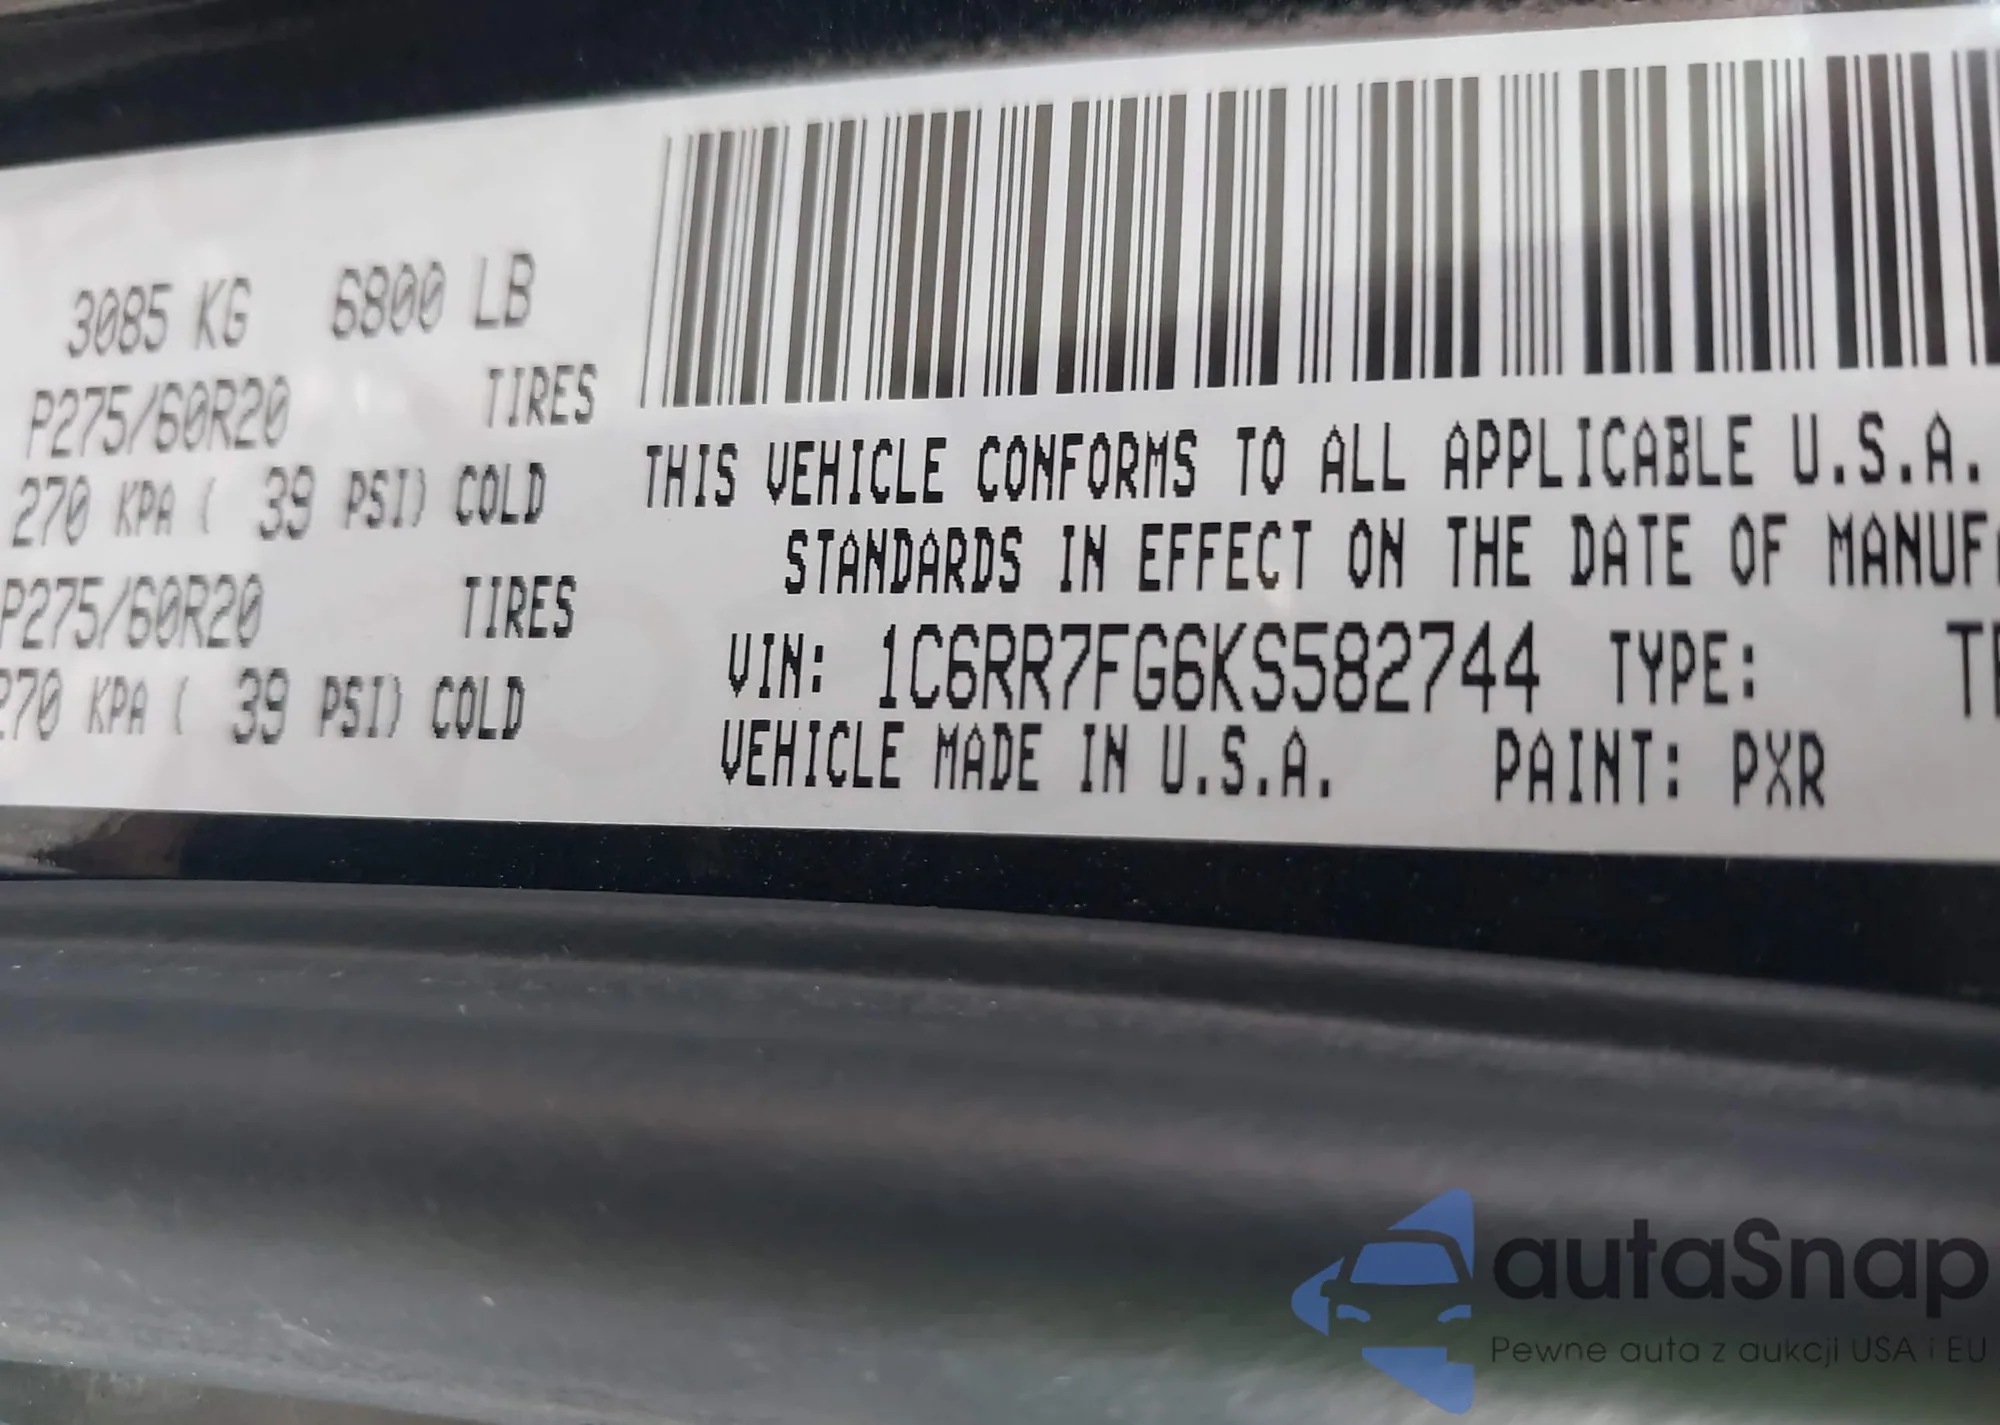 3085 KG 6800 LB
P275/60R20 TIRES
270 KPA ( 39 PSI) COLD
P275/60R20 TIRES
270 KPA ( 39 PSI) COLD
THIS VEHICLE CONFORMS TO ALL APPLICABLE U.S.A.
STANDARDS IN EFFECT ON THE DATE OF MANUF
VIN: 1C6RR7FG6KS582744 TYPE:
VEHICLE MADE IN U.S.A. PAINT: PXR
autaSnap
Pewne auta z aukcji USA i EU